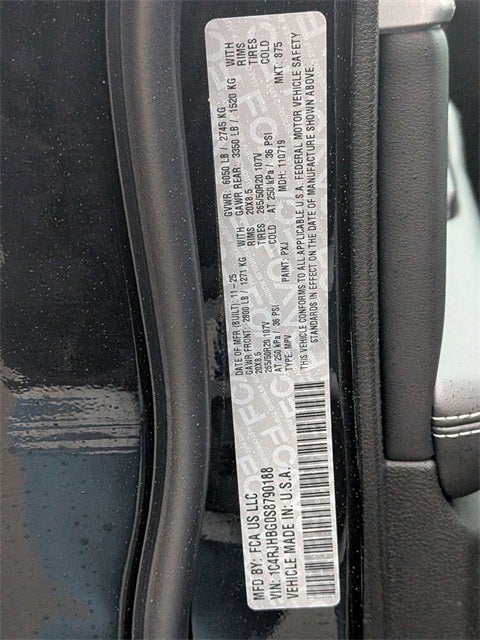 MFD BY: FCA US LLC
VIN: 1C4RJHBG0S8790188
VEHICLE MADE IN: U.S.A.
DATE OF MFR (BUILT) 11-25 GVWR: 6050 LB / 2745 KG
GAWR FRONT: 2800 LB / 1271 KG WITH GAWR REAR: 3350 LB / 1520 KG WITH
20X8.5 RIMS 20X8.5 RIMS
265/50R20 107V TIRES 265/50R20 107V TIRES
AT 250 kPa / 36 PSI COLD AT 250 kPa / 36 PSI COLD
TYPE: MPV PAINT: PXJ MDH: 110719 MKT: 875
THIS VEHICLE CONFORMS TO ALL APPLICABLE U.S.A. FEDERAL MOTOR VEHICLE SAFETY
STANDARDS IN EFFECT ON THE DATE OF MANUFACTURE SHOWN ABOVE.